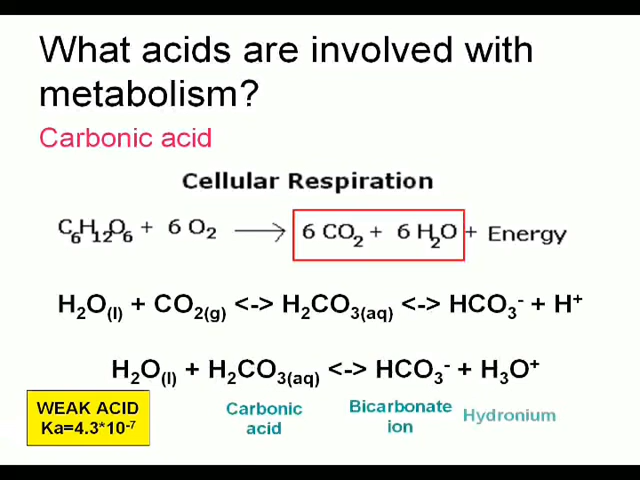 What acids are involved with
metabolism?
Carbonic acid
Cellular Respiration
C₆H₁₂O₆ + 6 O₂ ⟶ 6 CO₂ + 6 H₂O + Energy
H₂O₍ₗ₎ + CO₂(g) <-> H₂CO₃(aq) <-> HCO₃⁻ + H⁺
H₂O₍ₗ₎ + H₂CO₃(aq) <-> HCO₃⁻ + H₃O⁺
WEAK ACID
Ka=4.3*10⁻⁷
Carbonic
acid
Bicarbonate
ion
Hydronium